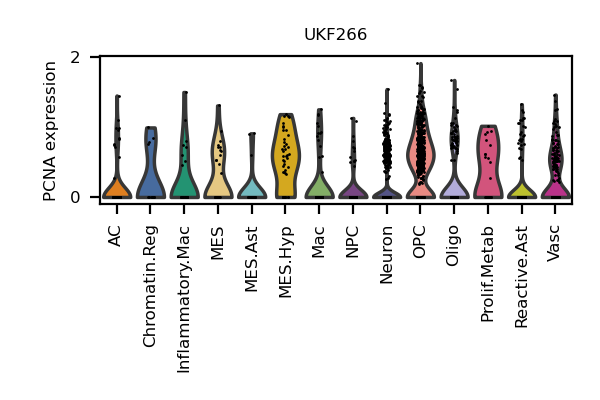 UKF266
PCNA expression
2
0
AC
Chromatin.Reg
Inflammatory.Mac
MES
MES.Ast
MES.Hyp
Mac
NPC
Neuron
OPC
Oligo
Prolif.Metab
Reactive.Ast
Vasc